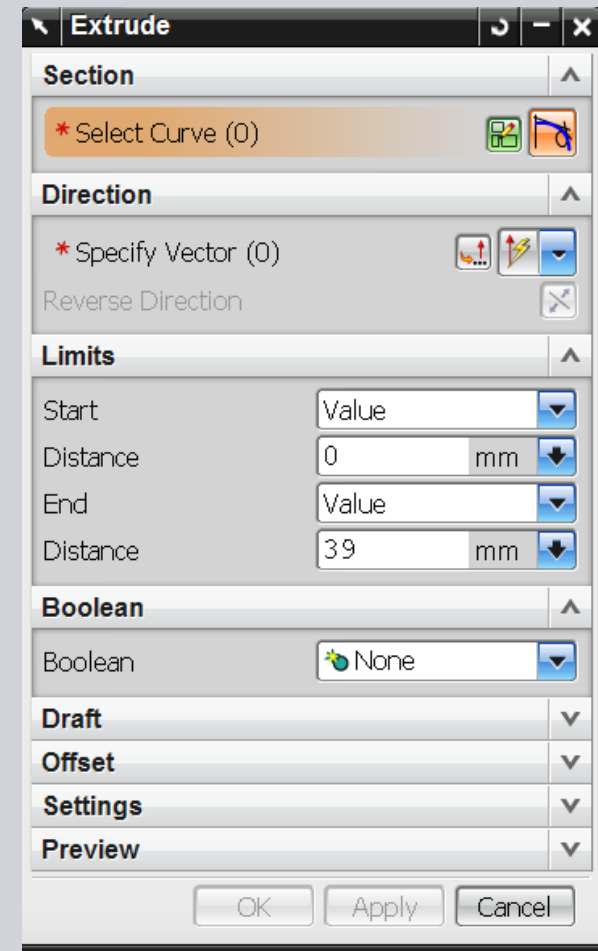 Extrude
Section
* Select Curve (0)
Direction
* Specify Vector (0)
Reverse Direction
Limits
Start Value
Distance 0 mm
End Value
Distance 39 mm
Boolean
Boolean None
Draft
Offset
Settings
Preview
OK Apply Cancel